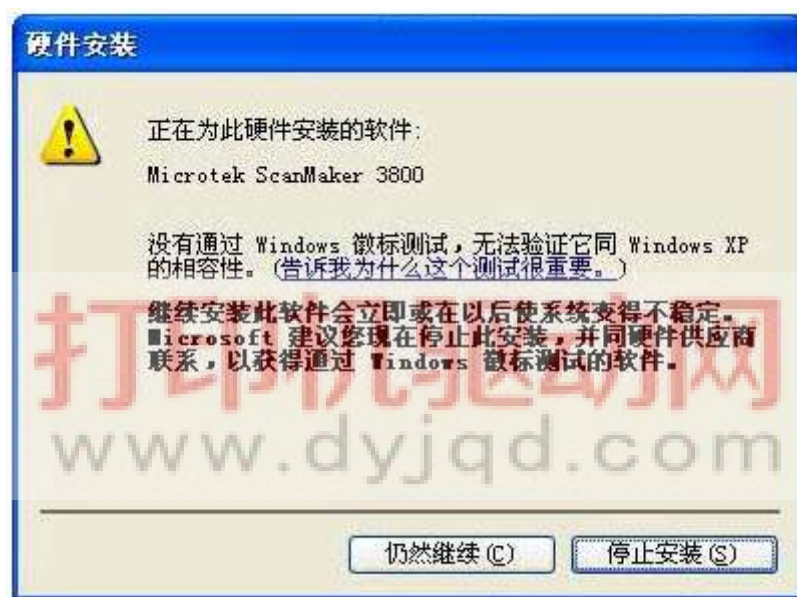 硬件安装
正在为此硬件安装的软件:
Microtek ScanMaker 3800
没有通过 Windows 徽标测试，无法验证它同 Windows XP
的相容性。(告诉我为什么这个测试很重要。)
继续安装此软件会立即或在以后使系统变得不稳定。
Microsoft 建议您现在停止此安装，并同硬件供应商
联系，以获得通过 Windows 徽标测试的软件。
打印机驱动网
www.dyjqd.com
仍然继续(C)
停止安装(S)